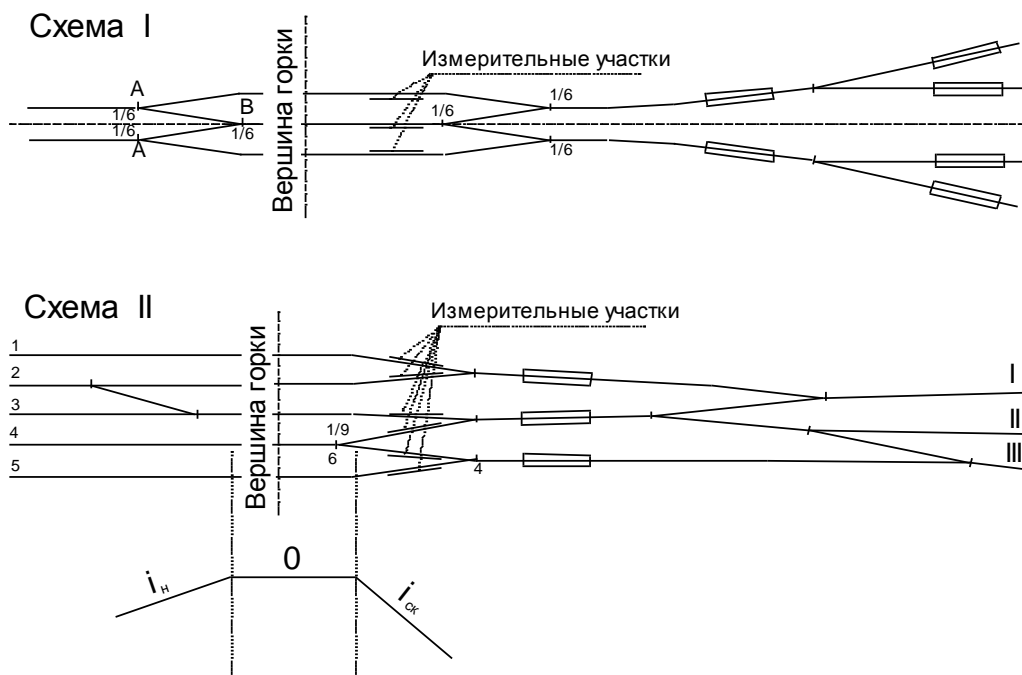 Схема I
Измерительные участки
Вершина горки
A
1/6
B
1/6
1/6
A
1/6
1/6
1/6
Схема II
Измерительные участки
Вершина горки
1
2
3
4
5
1/9
6
4
I
II
III
iн
0
iск